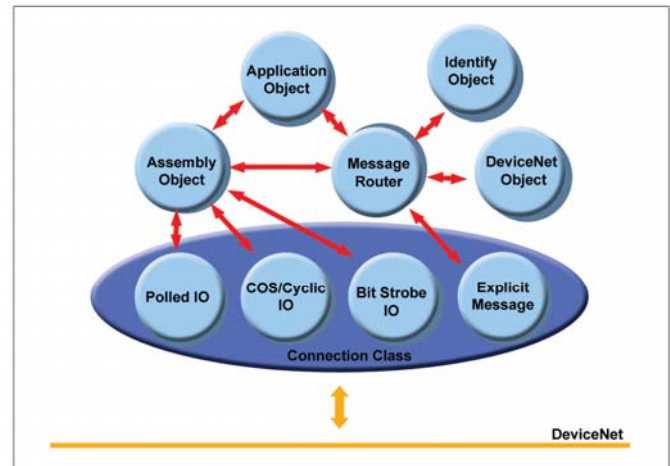 Application
Object
Identify
Object
Assembly
Object
Message
Router
DeviceNet
Object
Polled IO
COS/Cyclic
IO
Bit Strobe
IO
Explicit
Message
Connection Class
DeviceNet